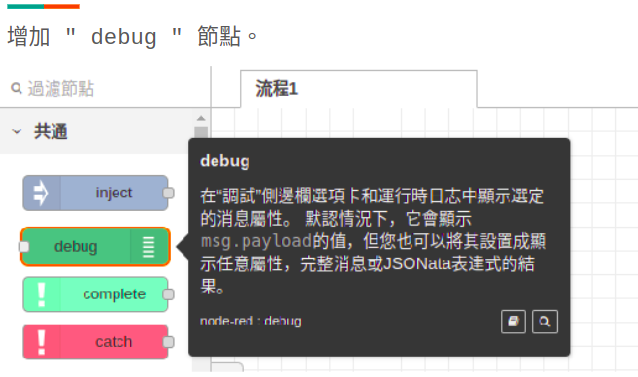 增加 " debug " 節點。
過濾節點
流程1
共通
inject
debug
complete
catch
debug
在“調試”側邊欄選項卡和運行時日志中顯示選定
的消息屬性。 默認情況下，它會顯示
msg.payload的值，但您也可以將其設置成顯
示任意屬性，完整消息或JSONata表達式的結
果。
node-red : debug